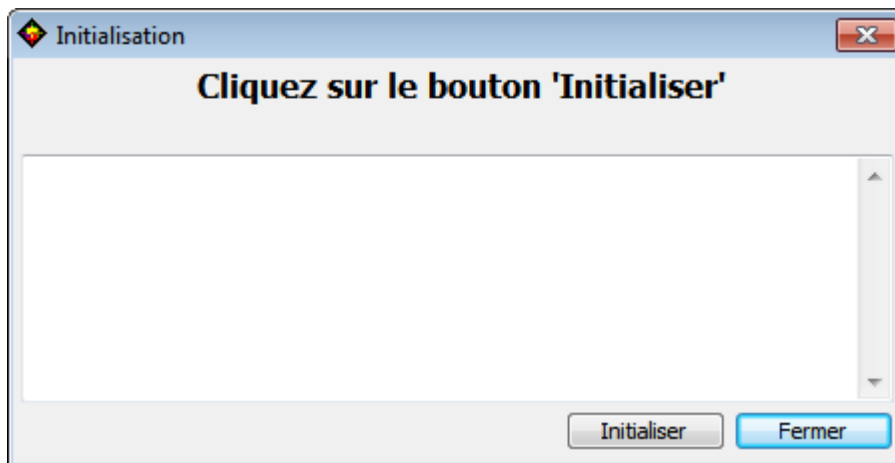 Initialisation
Cliquez sur le bouton 'Initialiser'
Initialiser Fermer